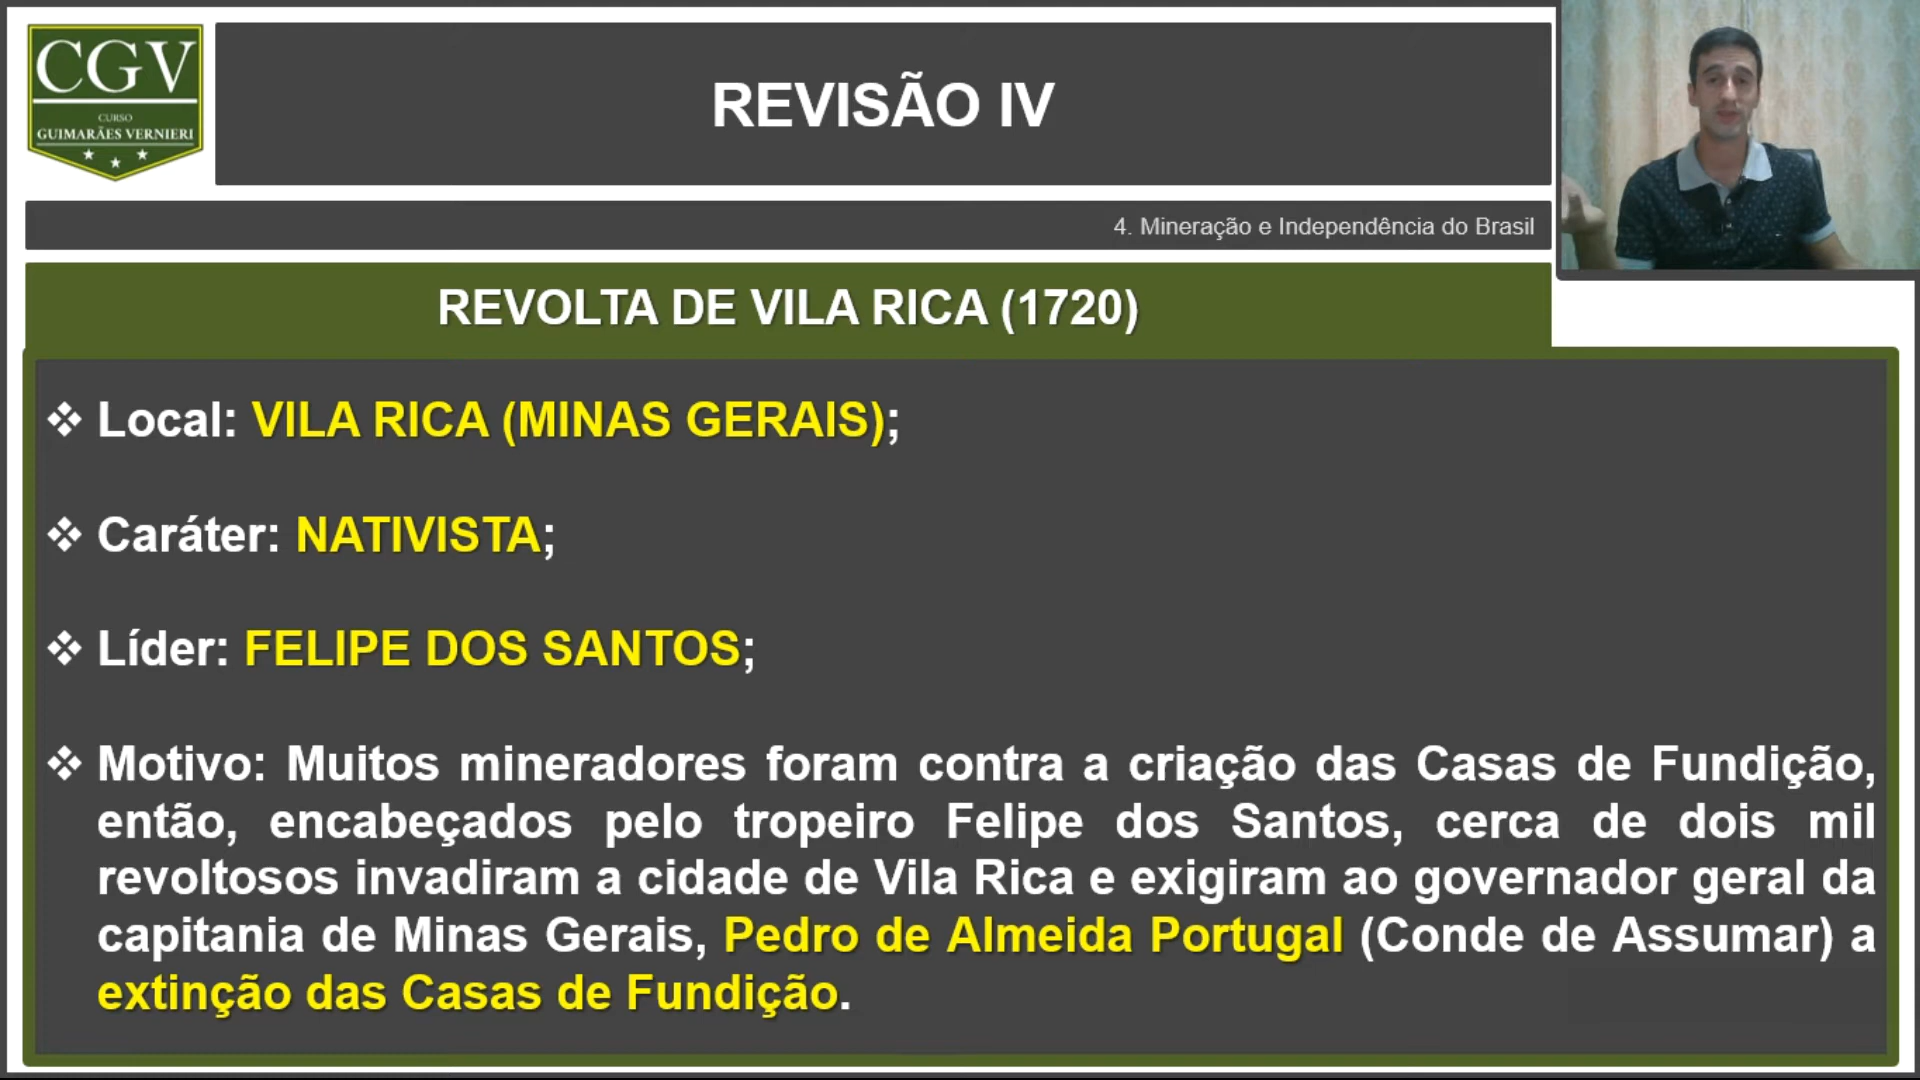 CGV
CURSO
GUIMARÃES VERNIERI
REVISÃO IV
4. Mineração e Independência do Brasil
REVOLTA DE VILA RICA (1720)
❖ Local: VILA RICA (MINAS GERAIS);
❖ Caráter: NATIVISTA;
❖ Líder: FELIPE DOS SANTOS;
❖ Motivo: Muitos mineradores foram contra a criação das Casas de Fundição,
então, encabeçados pelo tropeiro Felipe dos Santos, cerca de dois mil
revoltosos invadiram a cidade de Vila Rica e exigiram ao governador geral da
capitania de Minas Gerais, Pedro de Almeida Portugal (Conde de Assumar) a
extinção das Casas de Fundição.